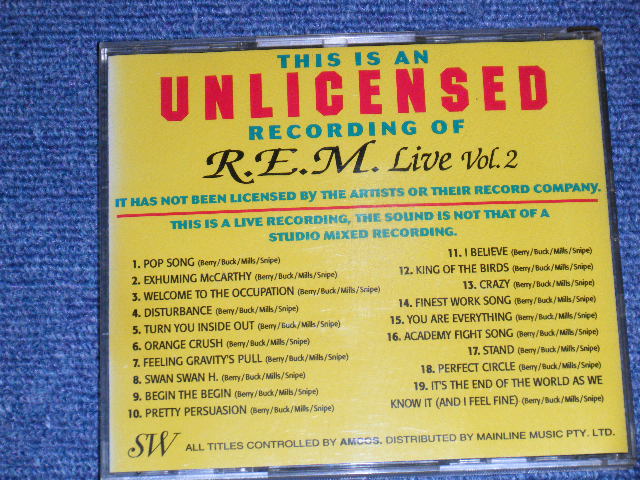 THIS IS AN
UNLICENSED
RECORDING OF
R.E.M. Live Vol. 2
IT HAS NOT BEEN LICENSED BY THE ARTISTS OR THEIR RECORD COMPANY.
THIS IS A LIVE RECORDING, THE SOUND IS NOT THAT OF A
STUDIO MIXED RECORDING.
1. POP SONG (Berry/Buck/Mills/Snipe)
2. EXHUMING McCARTHY (Berry/Buck/Mills/Snipe)
3. WELCOME TO THE OCCUPATION (Berry/Buck/Mills/Snipe)
4. DISTURBANCE (Berry/Buck/Mills/Snipe)
5. TURN YOU INSIDE OUT (Berry/Buck/Mills/Snipe)
6. ORANGE CRUSH (Berry/Buck/Mills/Snipe)
7. FEELING GRAVITY'S PULL (Berry/Buck/Mills/Snipe)
8. SWAN SWAN H. (Berry/Buck/Mills/Snipe)
9. BEGIN THE BEGIN (Berry/Buck/Mills/Snipe)
10. PRETTY PERSUASION (Berry/Buck/Mills/Snipe)
11. I BELIEVE (Berry/Buck/Mills/Snipe)
12. KING OF THE BIRDS (Berry/Buck/Mills/Snipe)
13. CRAZY (Berry/Buck/Mills/Snipe)
14. FINEST WORK SONG (Berry/Buck/Mills/Snipe)
15. YOU ARE EVERYTHING (Berry/Buck/Mills/Snipe)
16. ACADEMY FIGHT SONG (Berry/Buck/Mills/Snipe)
17. STAND (Berry/Buck/Mills/Snipe)
18. PERFECT CIRCLE (Berry/Buck/Mills/Snipe)
19. IT'S THE END OF THE WORLD AS WE
KNOW IT (AND I FEEL FINE) (Berry/Buck/Mills/Snipe)
SW ALL TITLES CONTROLLED BY AMCOS. DISTRIBUTED BY MAINLINE MUSIC PTY. LTD.